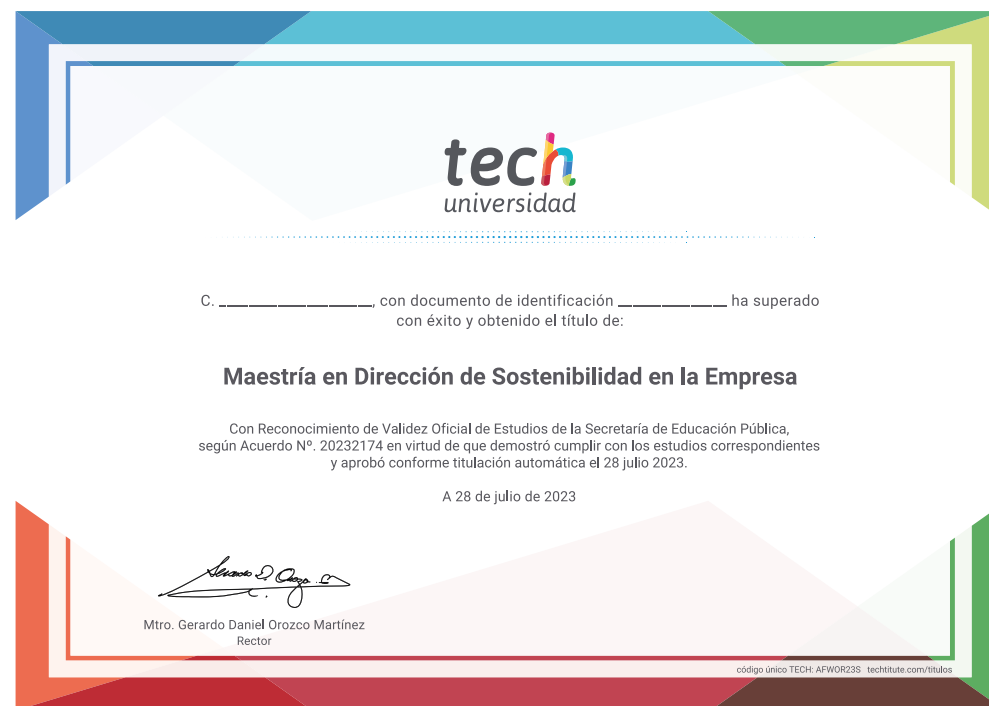 tech
universidad
C. __________________, con documento de identificación _____________ ha superado
con éxito y obtenido el título de:
Maestría en Dirección de Sostenibilidad en la Empresa
Con Reconocimiento de Validez Oficial de Estudios de la Secretaría de Educación Pública,
según Acuerdo Nº. 20232174 en virtud de que demostró cumplir con los estudios correspondientes
y aprobó conforme titulación automática el 28 julio 2023.
A 28 de julio de 2023
Mtro. Gerardo Daniel Orozco Martínez
Rector
código único TECH: AFWOR23S techtitute.com/titulos